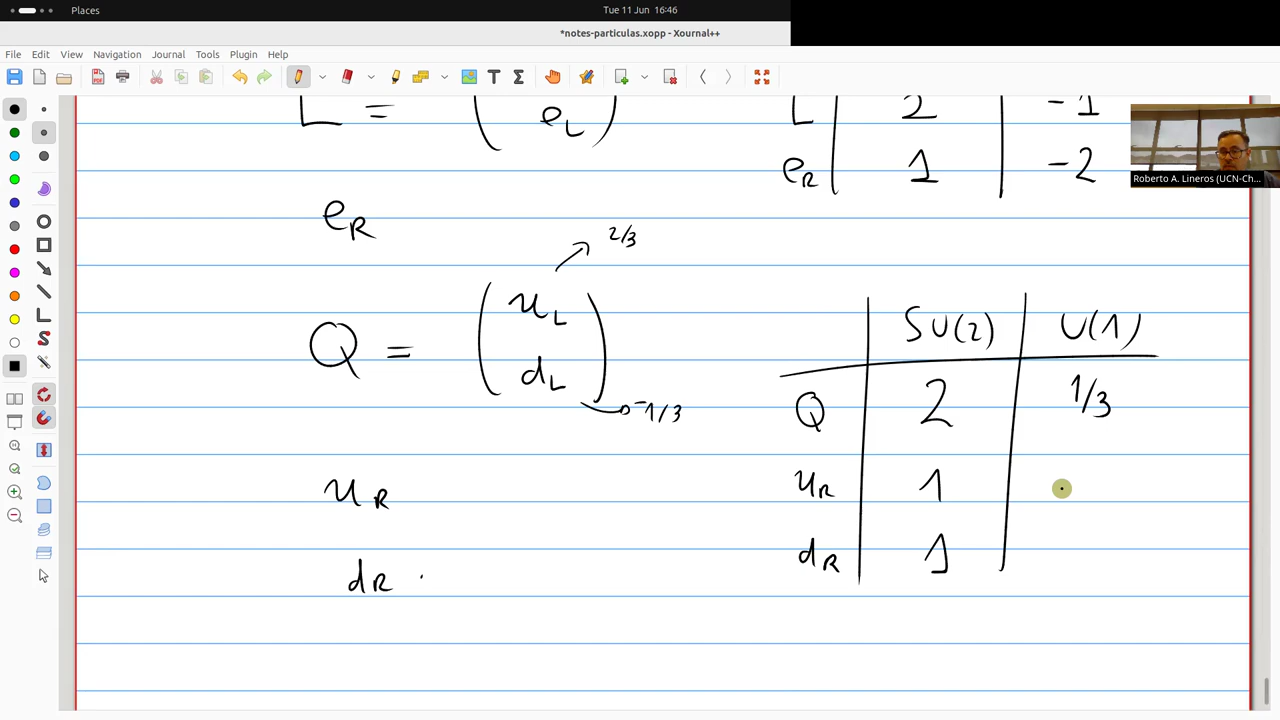 Places
Tue 11 Jun 16:46
*notes-particulas.xopp - Xournal++
File Edit View Navigation Journal Tools Plugin Help
L = ( e_L )
L | 2 | -1
e_R | 1 | -2
Roberto A. Lineros (UCN-Ch...
e_R
2/3
Q = ( u_L
d_L )
-1/3
SU(2) | U(1)
Q | 2 | 1/3
u_R | 1
d_R | 1
u_R
d_R